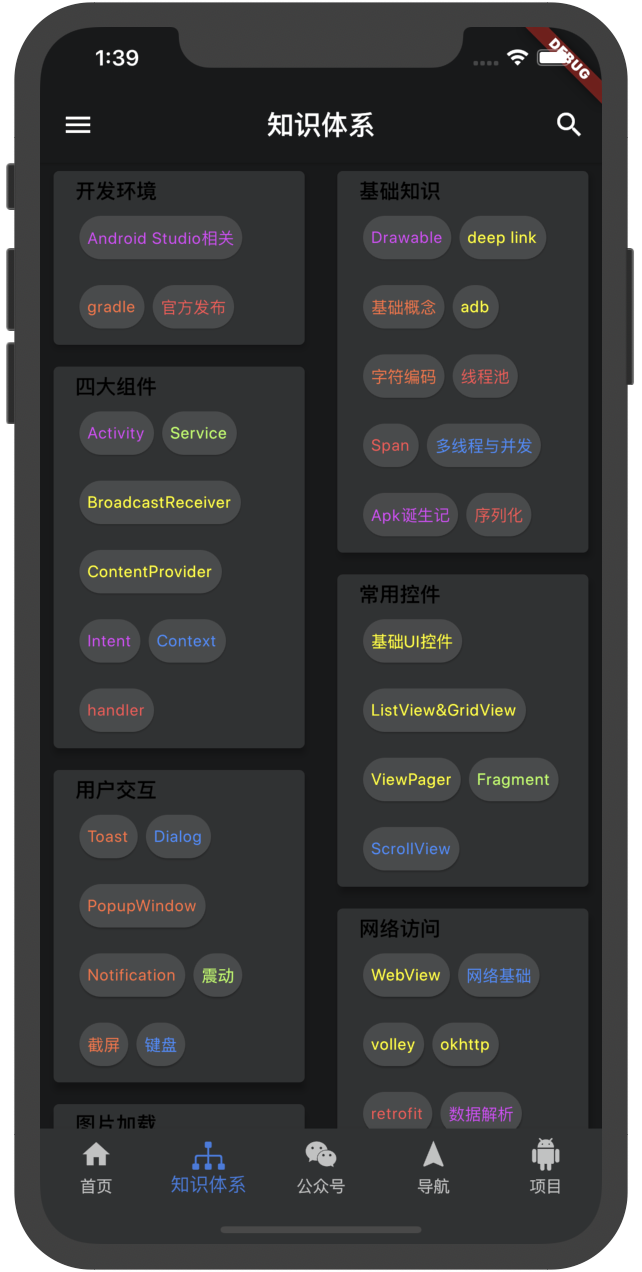 1:39
DEBUG
知识体系
开发环境
Android Studio相关
gradle 官方发布
四大组件
Activity Service
BroadcastReceiver
ContentProvider
Intent Context
handler
用户交互
Toast Dialog
PopupWindow
Notification 震动
截屏 键盘
图片加载
基础知识
Drawable deep link
基础概念 adb
字符编码 线程池
Span 多线程与并发
Apk诞生记 序列化
常用控件
基础UI控件
ListView&GridView
ViewPager Fragment
ScrollView
网络访问
WebView 网络基础
volley okhttp
retrofit 数据解析
首页 知识体系 公众号 导航 项目